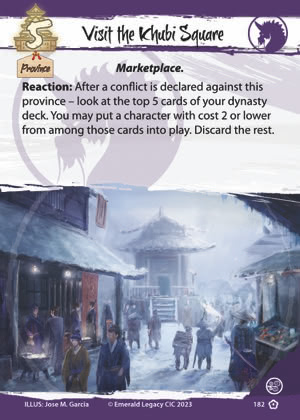 5
Visit the Khubi Square
Province
Marketplace.
Reaction: After a conflict is declared against this
province – look at the top 5 cards of your dynasty
deck. You may put a character with cost 2 or lower
from among those cards into play. Discard the rest.
ILLUS: Jose M. Garcia © Emerald Legacy CIC 2023 182